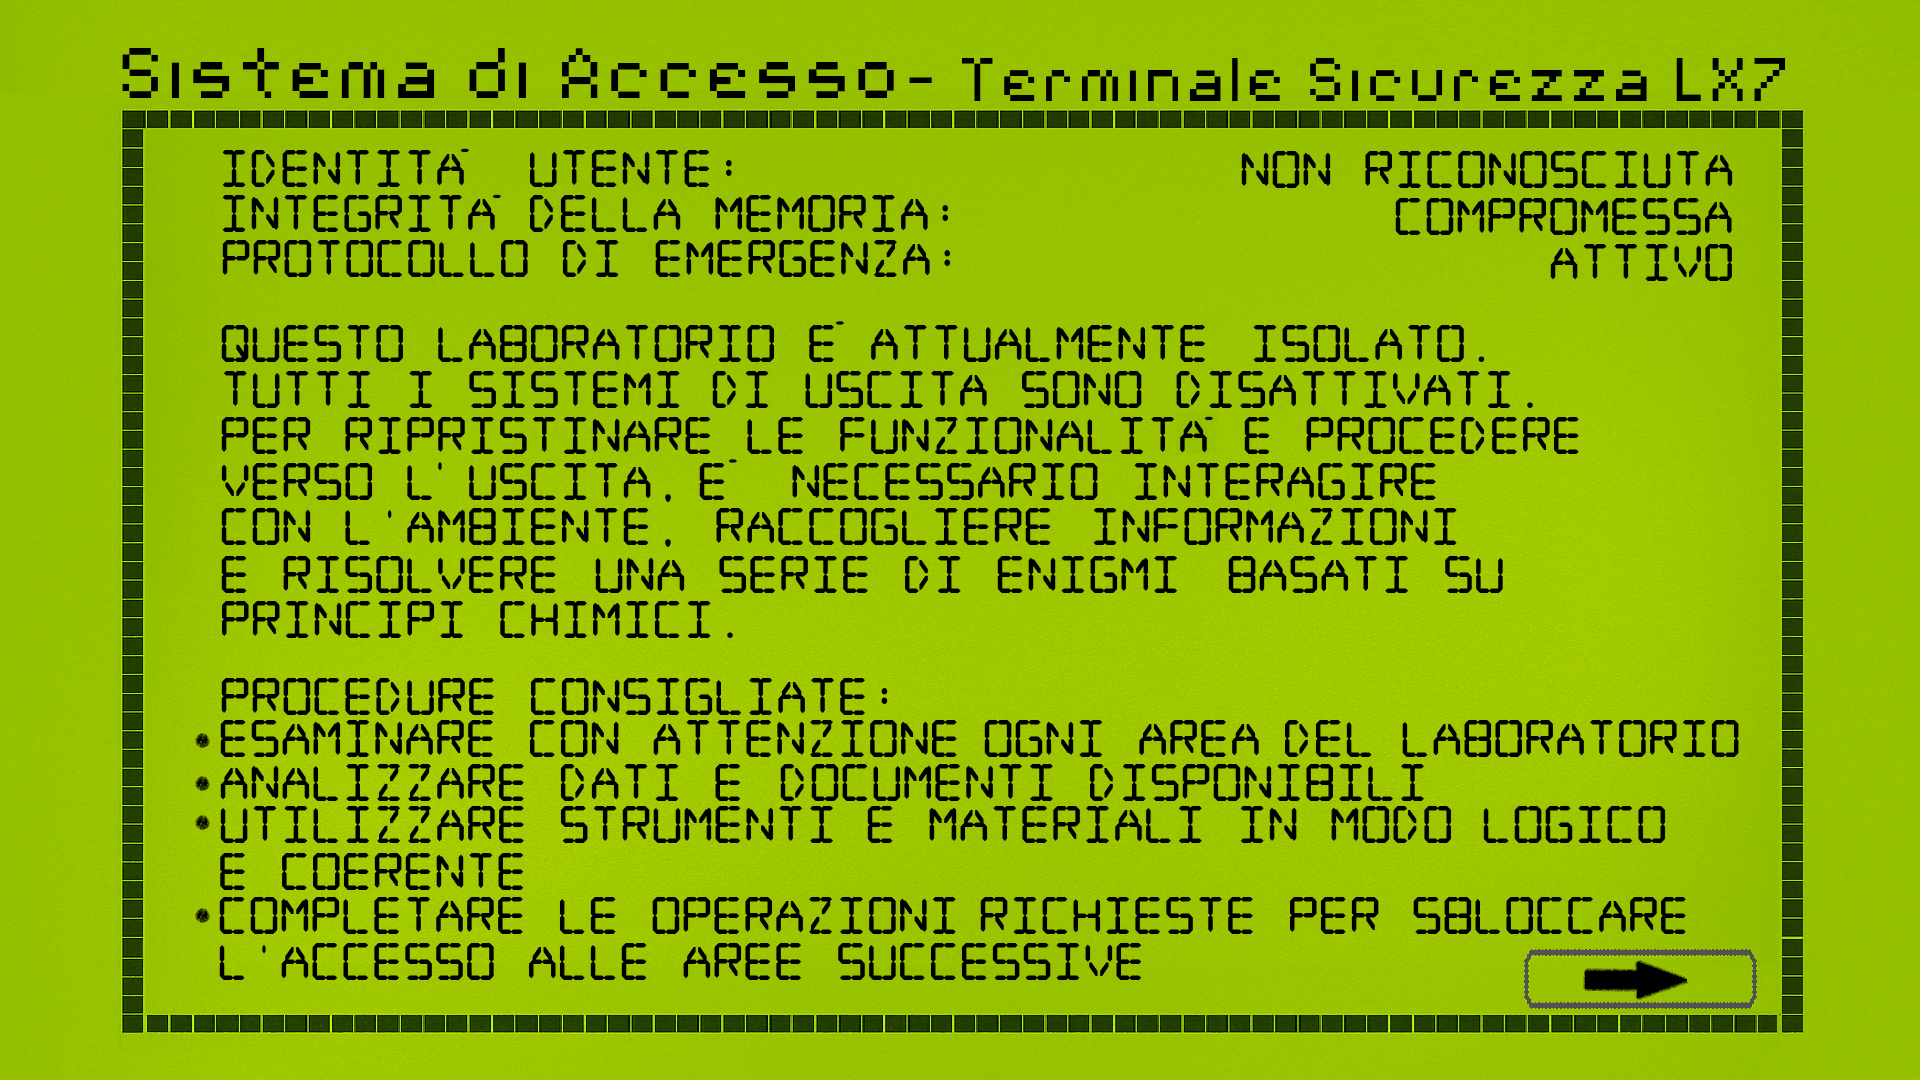 Sistema di Accesso- Terminale Sicurezza LX7
IDENTITA' UTENTE: NON RICONOSCIUTA
INTEGRITA' DELLA MEMORIA: COMPROMESSA
PROTOCOLLO DI EMERGENZA: ATTIVO
QUESTO LABORATORIO E' ATTUALMENTE ISOLATO.
TUTTI I SISTEMI DI USCITA SONO DISATTIVATI.
PER RIPRISTINARE LE FUNZIONALITA' E PROCEDERE
VERSO L'USCITA, E' NECESSARIO INTERAGIRE
CON L'AMBIENTE, RACCOGLIERE INFORMAZIONI
E RISOLVERE UNA SERIE DI ENIGMI BASATI SU
PRINCIPI CHIMICI.
PROCEDURE CONSIGLIATE:
•ESAMINARE CON ATTENZIONE OGNI AREA DEL LABORATORIO
•ANALIZZARE DATI E DOCUMENTI DISPONIBILI
•UTILIZZARE STRUMENTI E MATERIALI IN MODO LOGICO
E COERENTE
•COMPLETARE LE OPERAZIONI RICHIESTE PER SBLOCCARE
L'ACCESSO ALLE AREE SUCCESSIVE